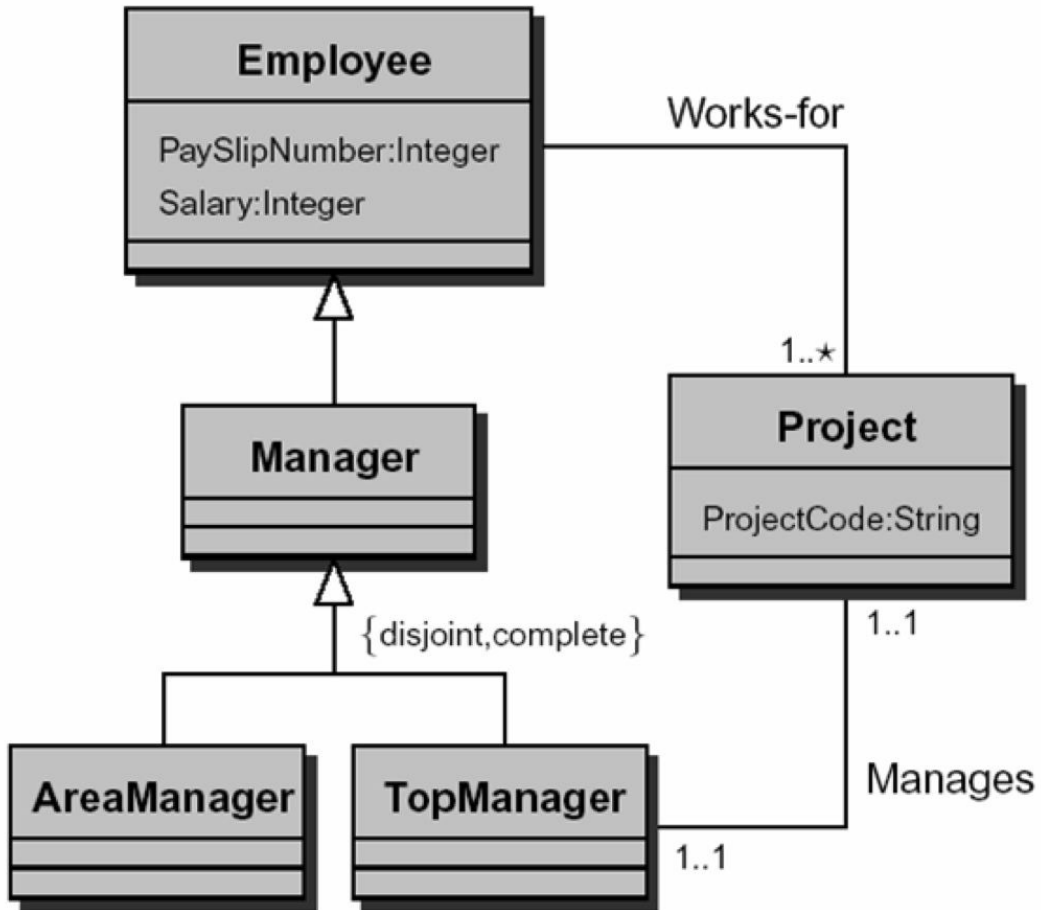 Employee
PaySlipNumber:Integer
Salary:Integer
Works-for
1..⋆
Project
ProjectCode:String
1..1
Manager
{disjoint,complete}
AreaManager
TopManager
Manages
1..1